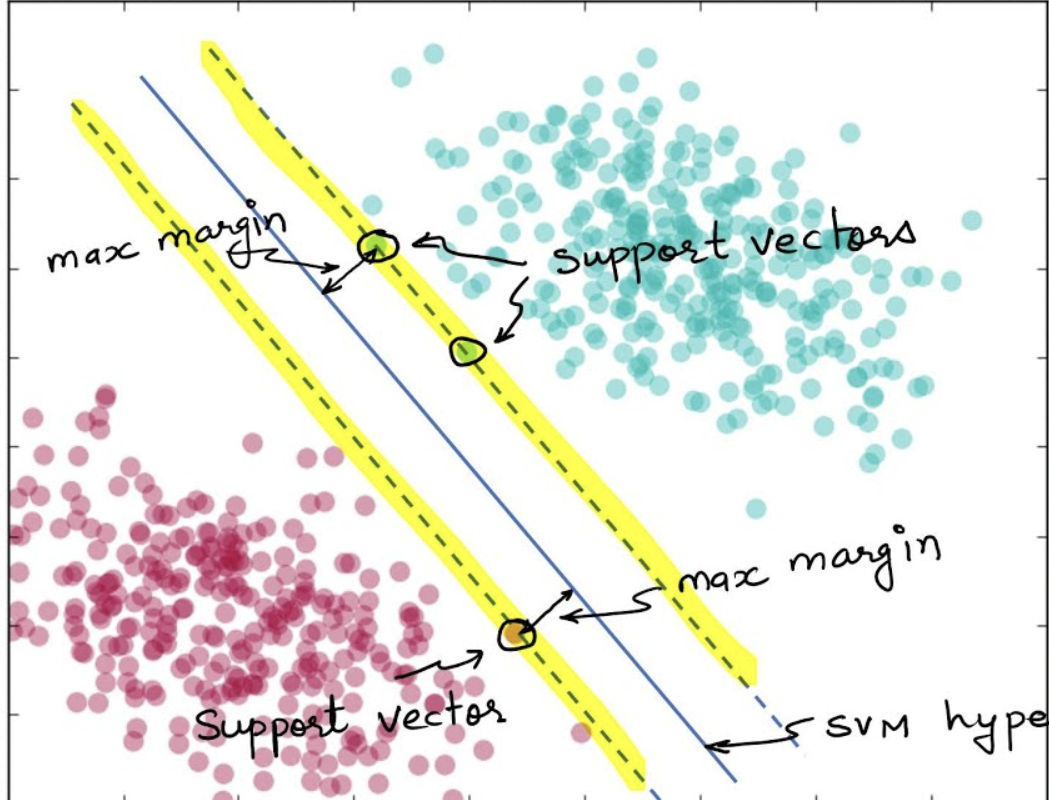 max margin
support vectors
max margin
Support vector
SVM hype